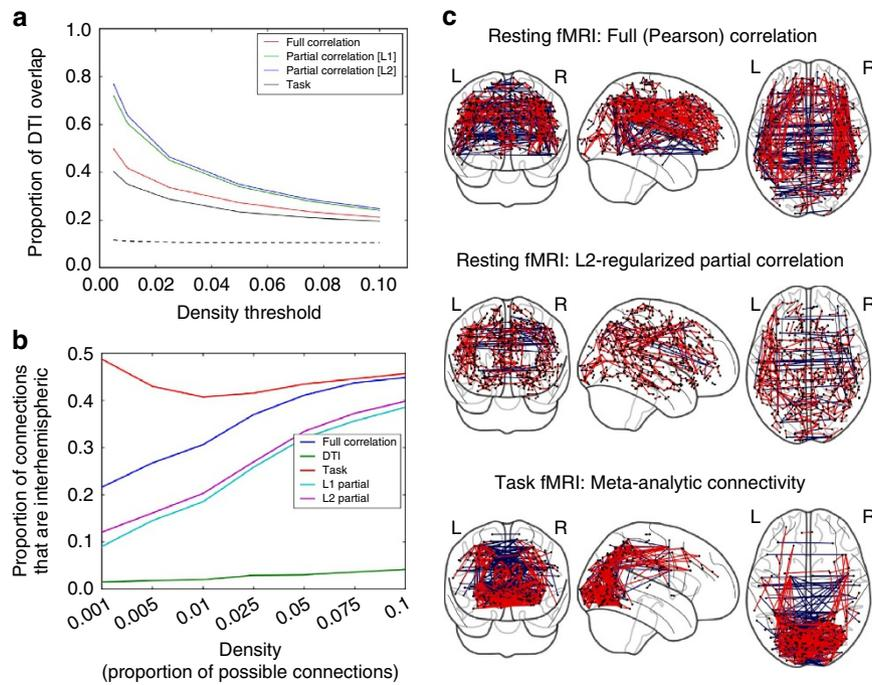 a
Proportion of DTI overlap
1.0
0.8
0.6
0.4
0.2
0.0
0.00 0.02 0.04 0.06 0.08 0.10
Density threshold
Full correlation
Partial correlation [L1]
Partial correlation [L2]
Task
b
Proportion of connections
that are interhemispheric
0.5
0.4
0.3
0.2
0.1
0.0
0.001 0.005 0.01 0.025 0.05 0.075 0.1
Density
(proportion of possible connections)
Full correlation
DTI
Task
L1 partial
L2 partial
c
Resting fMRI: Full (Pearson) correlation
L R L R
Resting fMRI: L2-regularized partial correlation
L R L R
Task fMRI: Meta-analytic connectivity
L R L R